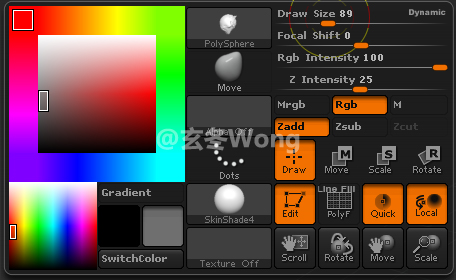 Draw Size 89
Dynamic
Focal Shift 0
PolySphere
Rgb Intensity 100
Z Intensity 25
Move
Mrgb
Rgb
M
Zadd
Zsub
Zcut
Alpha Off
@玄冬Wong
Draw
Move
M
Scale
S
Rotate
R
Dots
Line Fill
Gradient
Edit
PolyF
Quick
Local
SkinShade4
SwitchColor
Texture Off
Scroll
Rotate
Move
Scale